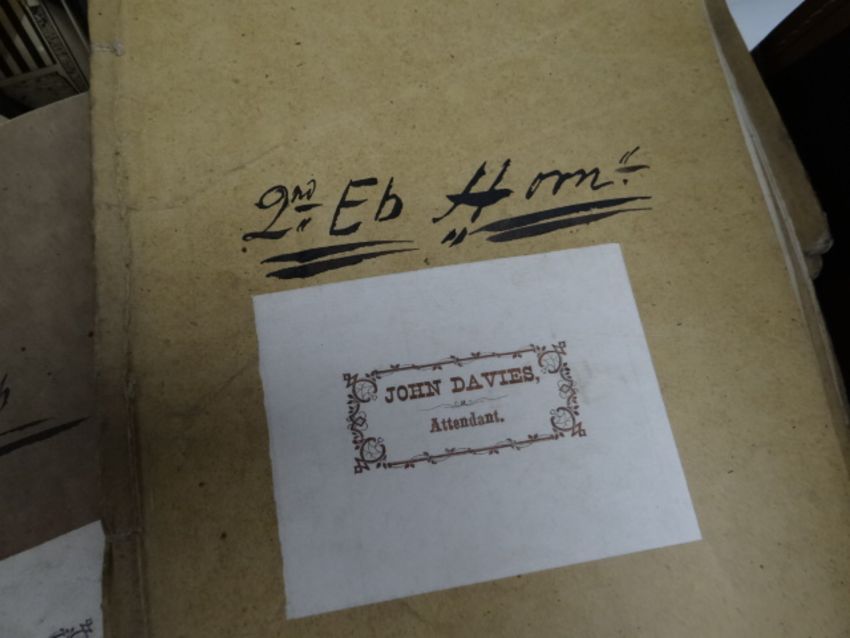 2nd Eb Horn.
JOHN DAVIES,
Attendant.